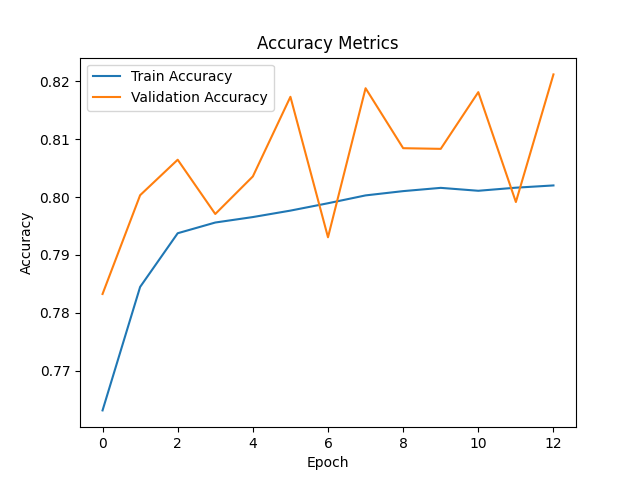 Accuracy Metrics
Train Accuracy
Validation Accuracy
0.82
0.81
0.80
0.79
0.78
0.77
Accuracy
0 2 4 6 8 10 12
Epoch